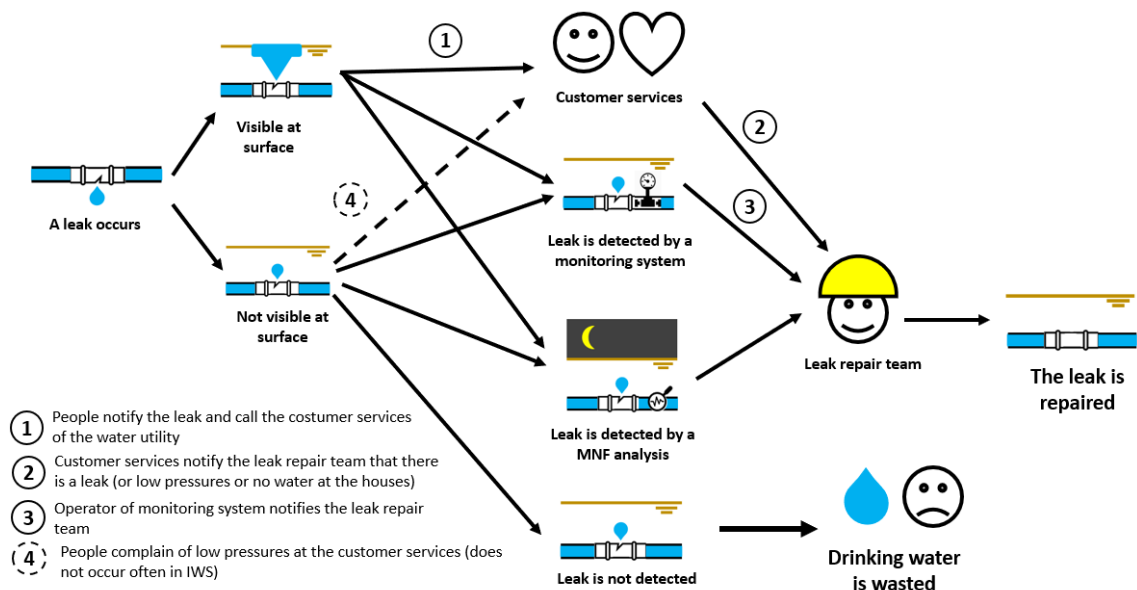 1
Customer services
2
Visible at
surface
4
3
A leak occurs
Leak is detected by a
monitoring system
Not visible at
surface
Leak repair team
The leak is
repaired
1
People notify the leak and call the costumer services
of the water utility
Leak is detected by a
MNF analysis
2
Customer services notify the leak repair team that there
is a leak (or low pressures or no water at the houses)
3
Operator of monitoring system notifies the leak repair
team
4
People complain of low pressures at the customer services (does
not occur often in IWS)
Leak is not detected
Drinking water
is wasted